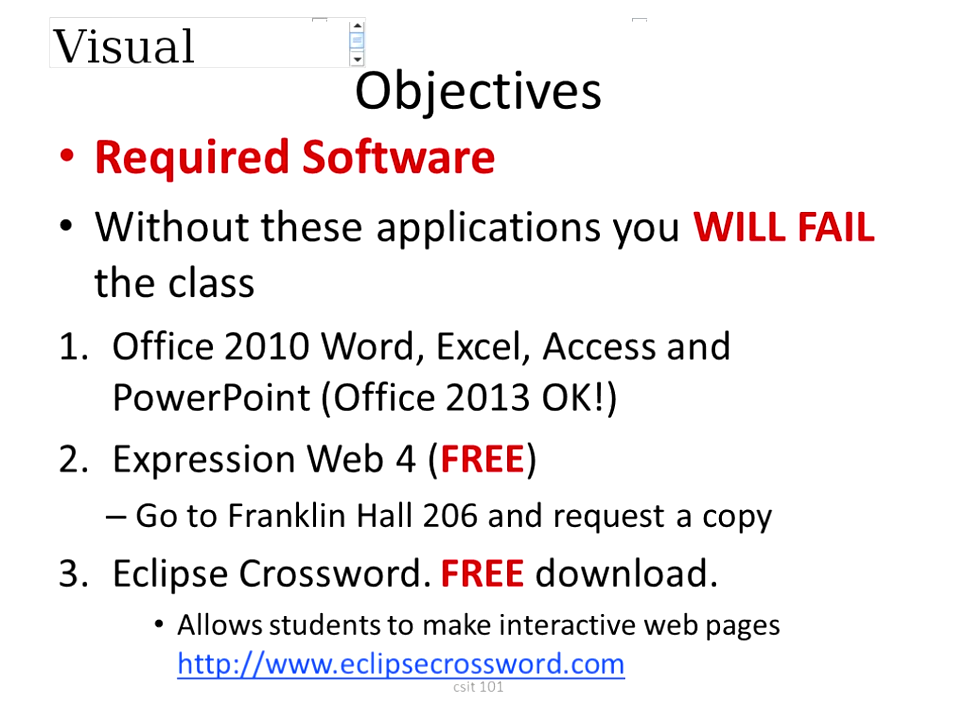 Visual
Objectives
• Required Software
• Without these applications you WILL FAIL
the class
1. Office 2010 Word, Excel, Access and
PowerPoint (Office 2013 OK!)
2. Expression Web 4 (FREE)
– Go to Franklin Hall 206 and request a copy
3. Eclipse Crossword. FREE download.
• Allows students to make interactive web pages
http://www.eclipsecrossword.com
csit 101